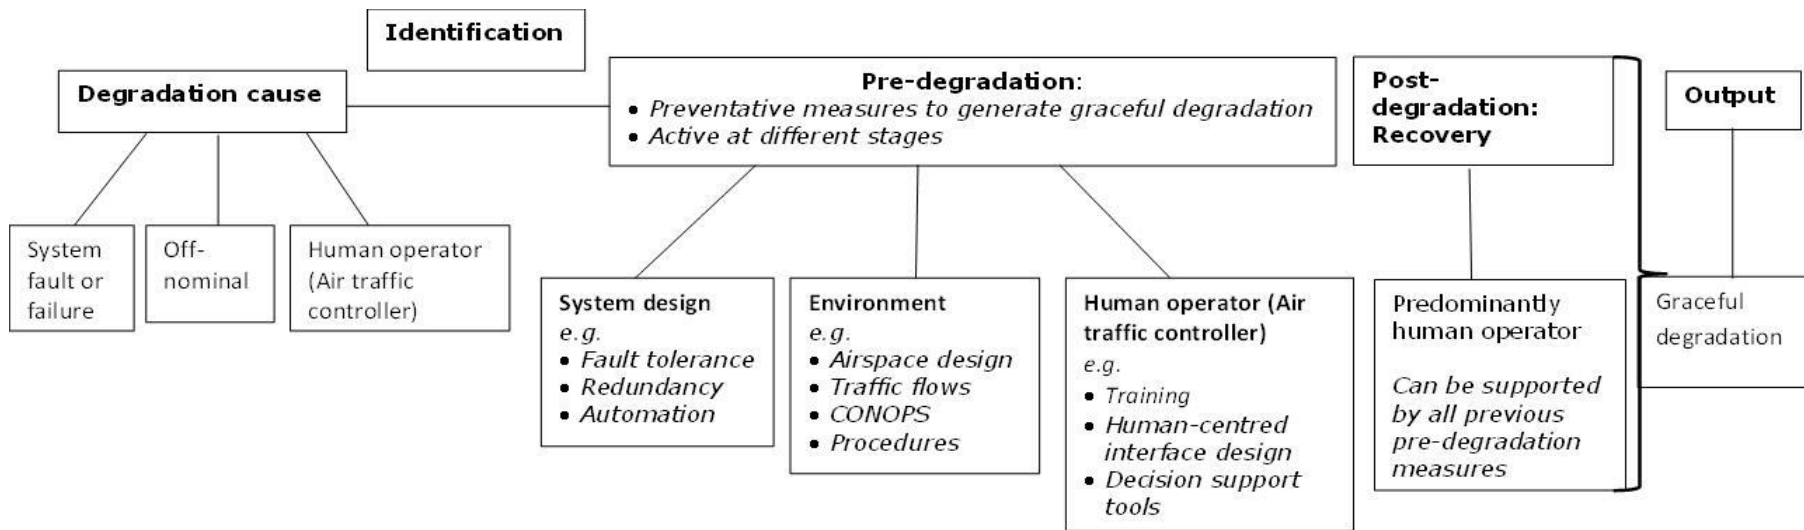 Identification
Degradation cause
Pre-degradation:
• Preventative measures to generate graceful degradation
• Active at different stages
Post-
degradation:
Recovery
Output
System
fault or
failure
Off-
nominal
Human operator
(Air traffic
controller)
System design
e.g.
• Fault tolerance
• Redundancy
• Automation
Environment
e.g.
• Airspace design
• Traffic flows
• CONOPS
• Procedures
Human operator (Air
traffic controller)
e.g.
• Training
• Human-centred
interface design
• Decision support
tools
Predominantly
human operator
Can be supported
by all previous
pre-degradation
measures
Graceful
degradation